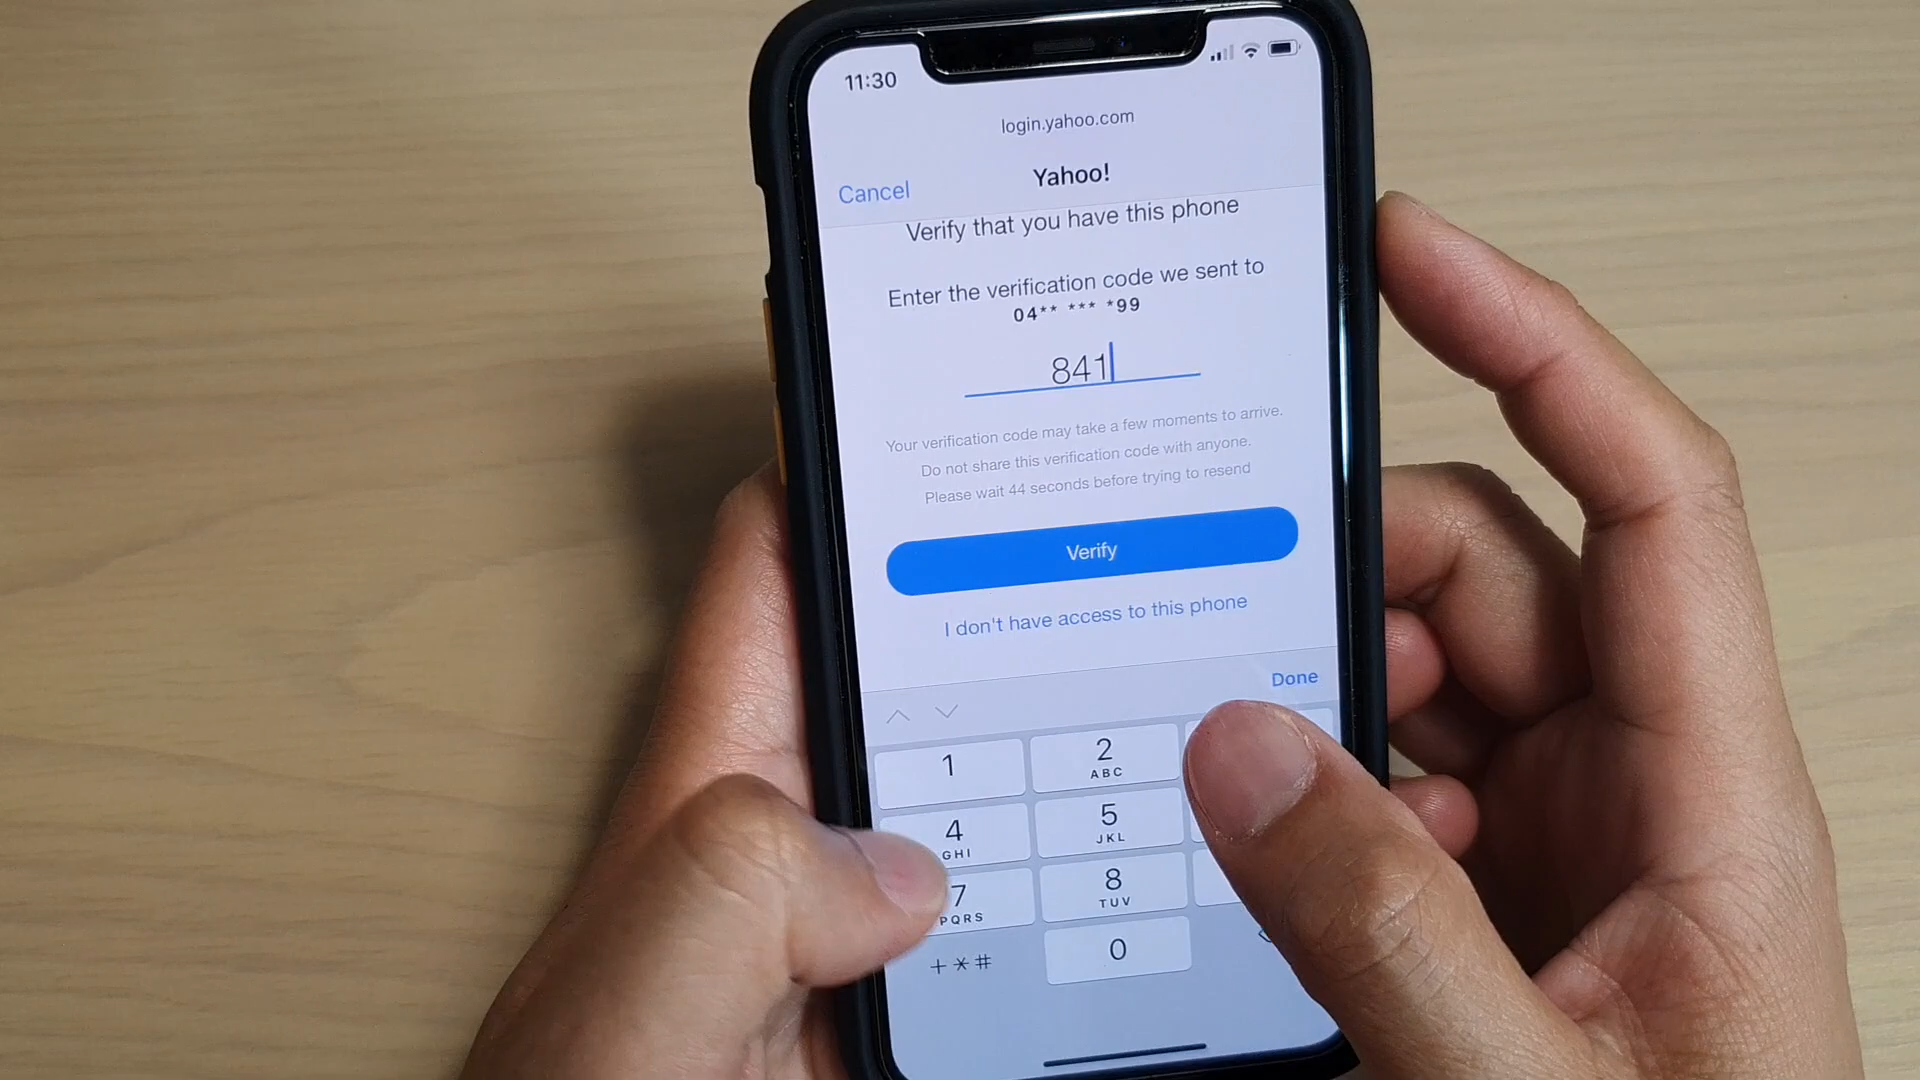 11:30
login.yahoo.com
Cancel
Yahoo!
Verify that you have this phone
Enter the verification code we sent to
04** *** *99
841
Your verification code may take a few moments to arrive.
Do not share this verification code with anyone.
Please wait 44 seconds before trying to resend
Verify
I don't have access to this phone
Done
1
2
ABC
4
GHI
5
JKL
7
PQRS
8
TUV
+*#
0